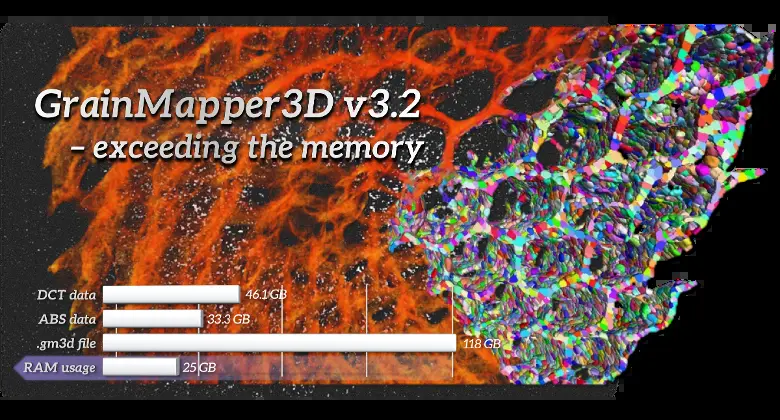 GrainMapper3D v3.2
– exceeding the memory
DCT data 46.1 GB
ABS data 33.3 GB
.gm3d file 118 GB
RAM usage 25 GB